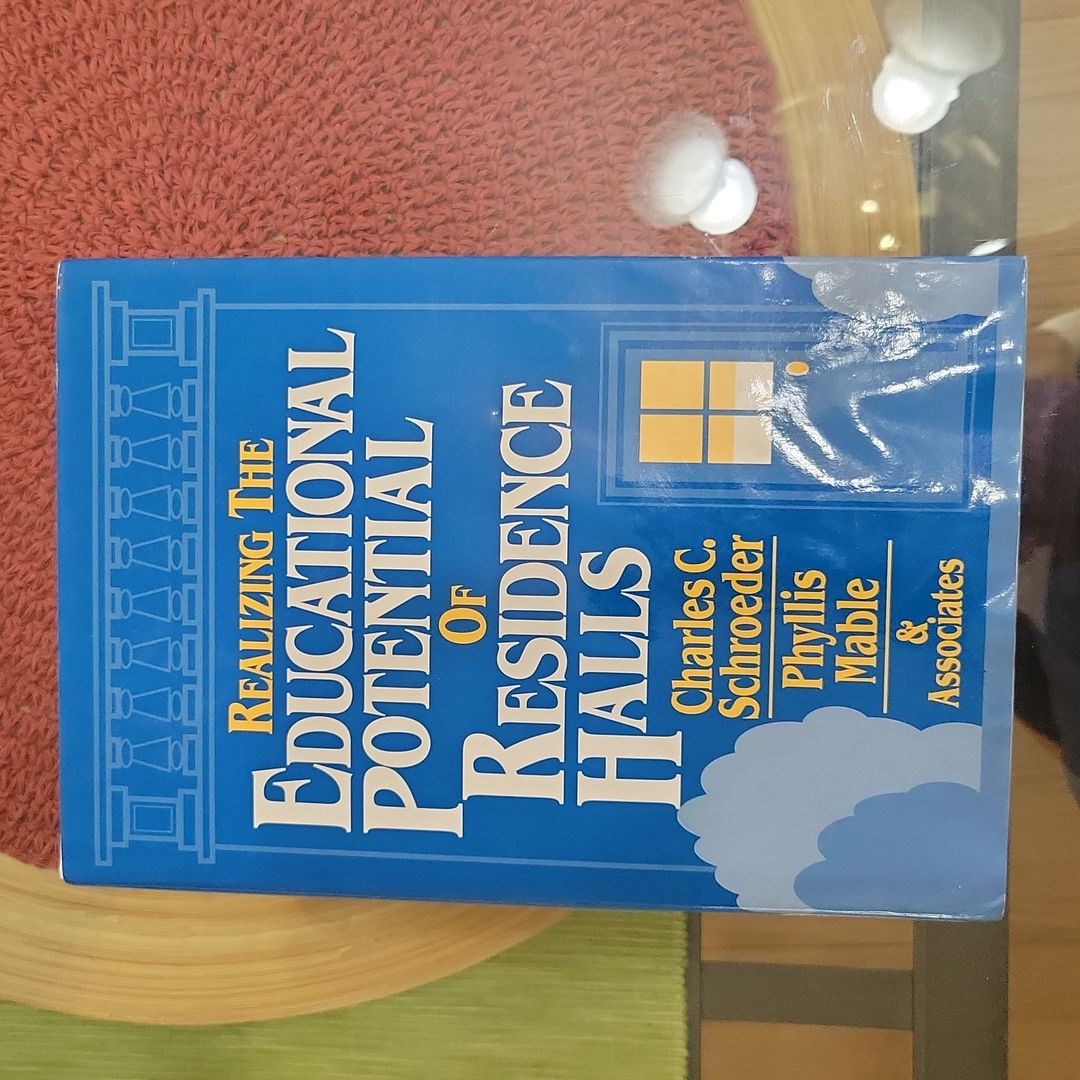 REALIZING THE
EDUCATIONAL
POTENTIAL
OF
RESIDENCE
HALLS
Charles C.
Schroeder
Phyllis
Mable
&
Associates